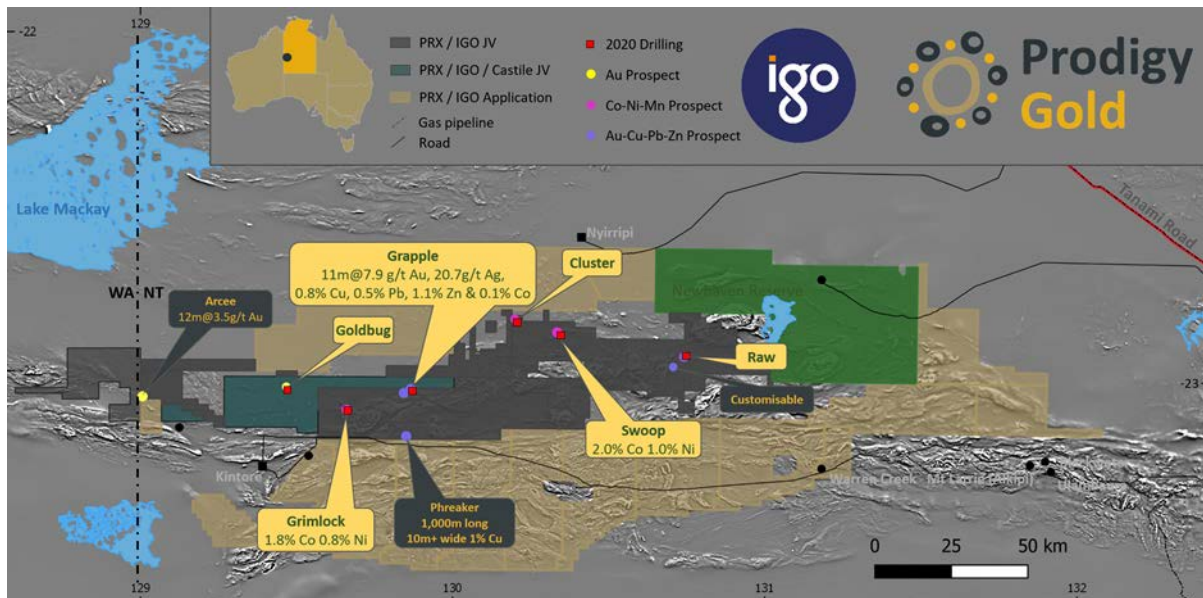 -22
129
PRX / IGO JV
PRX / IGO / Castile JV
PRX / IGO Application
Gas pipeline
Road
2020 Drilling
Au Prospect
Co-Ni-Mn Prospect
Au-Cu-Pb-Zn Prospect
igo
Prodigy
Gold
Lake Mackay
Tanami Road
Nyirripi
Grapple
11m@7.9 g/t Au, 20.7g/t Ag,
0.8% Cu, 0.5% Pb, 1.1% Zn & 0.1% Co
Cluster
WA NT
Newhaven Reserve
Arcee
12m@3.5g/t Au
Goldbug
Raw
-23
Customisable
Swoop
2.0% Co 1.0% Ni
Kintore
Warren Creek
Mt Liebig
Grimlock
1.8% Co 0.8% Ni
Phreaker
1,000m long
10m+ wide 1% Cu
0 25 50 km
129
130
131
132